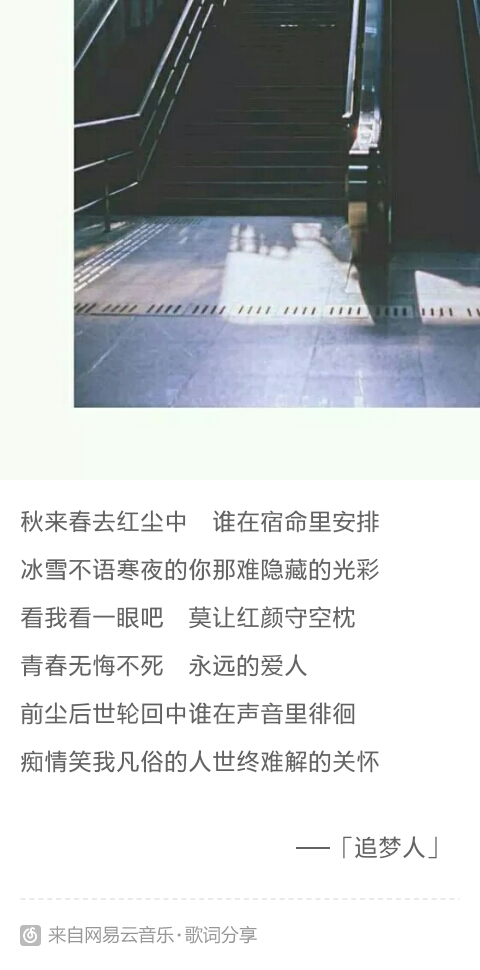 秋来春去红尘中　谁在宿命里安排
冰雪不语寒夜的你那难隐藏的光彩
看我看一眼吧　莫让红颜守空枕
青春无悔不死　永远的爱人
前尘后世轮回中谁在声音里徘徊
痴情笑我凡俗的人世终难解的关怀
——「追梦人」
来自网易云音乐·歌词分享